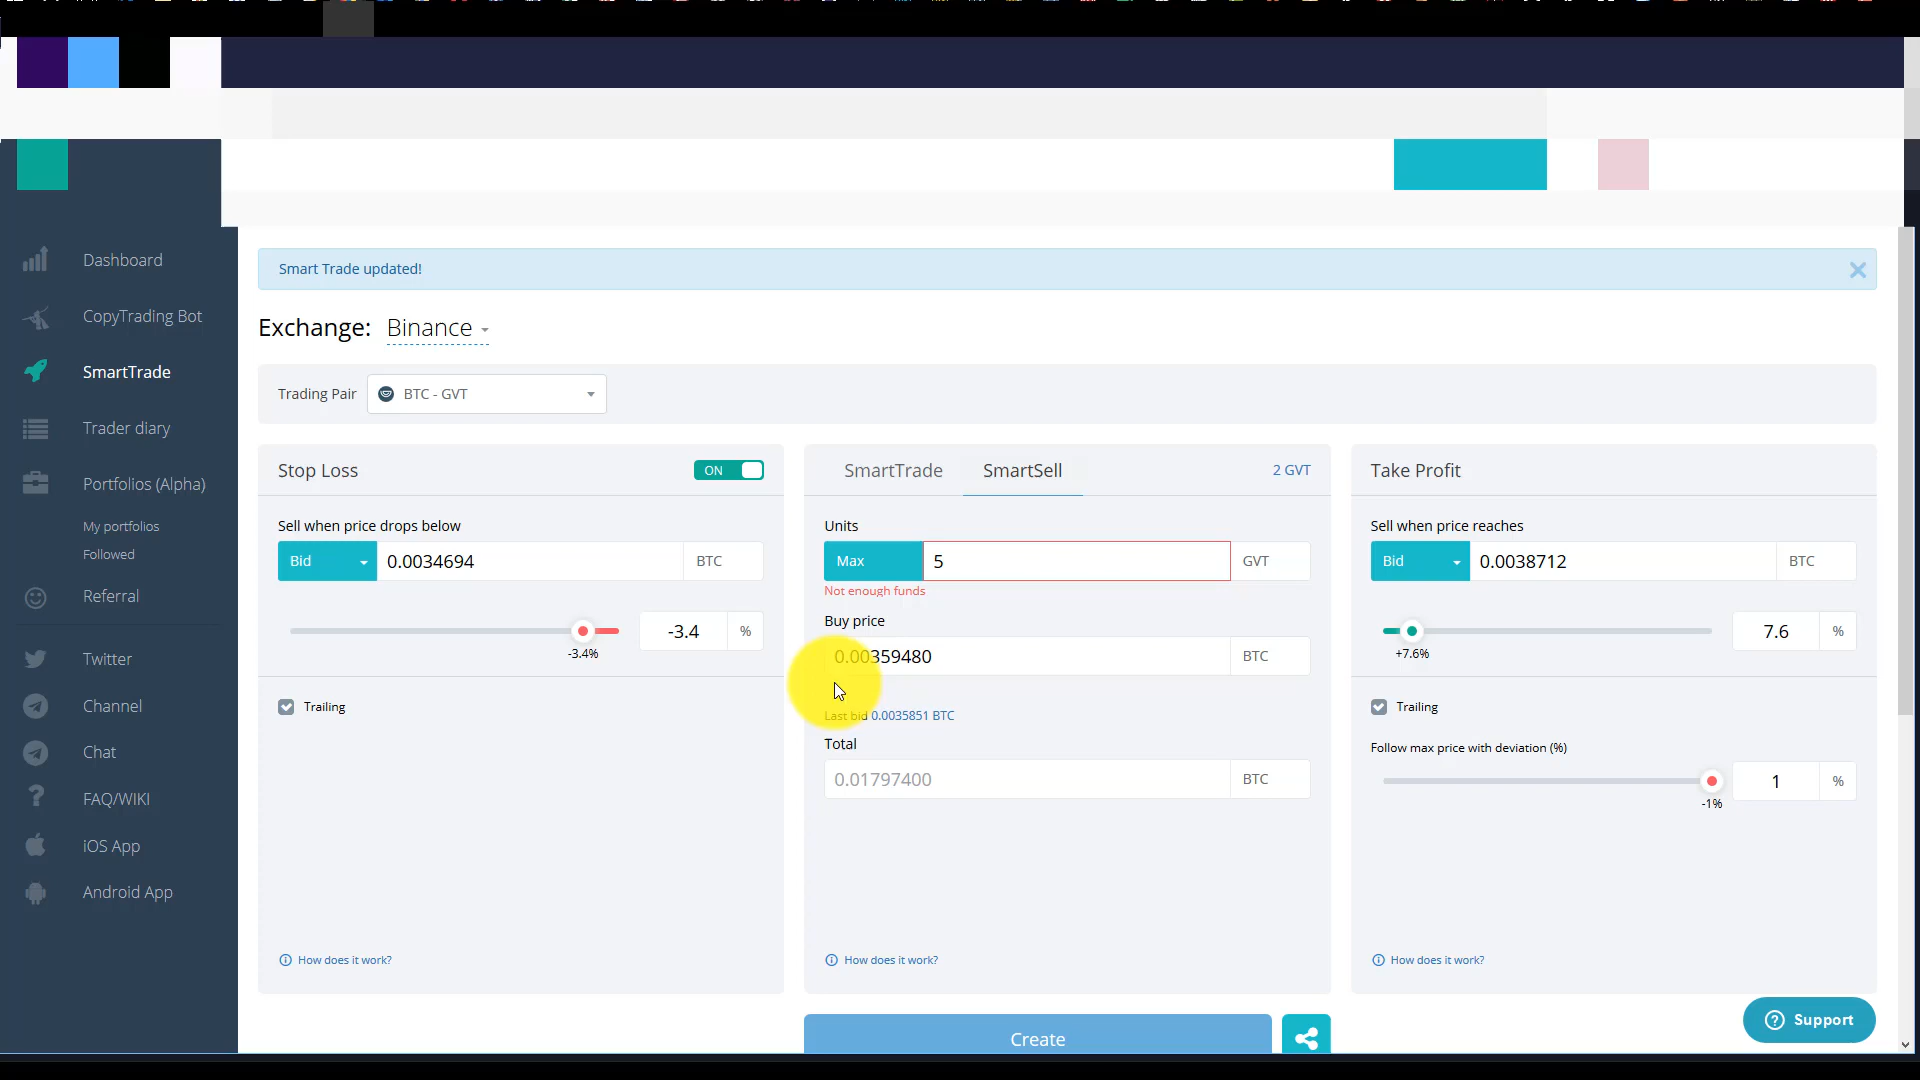 Dashboard
CopyTrading Bot
SmartTrade
Trader diary
Portfolios (Alpha)
My portfolios
Followed
Referral
Twitter
Channel
Chat
FAQ/WIKI
iOS App
Android App
Smart Trade updated!
Exchange: Binance
Trading Pair BTC - GVT
Stop Loss ON
Sell when price drops below
Bid 0.0034694 BTC
-3.4 %
-3.4%
Trailing
How does it work?
SmartTrade SmartSell 2 GVT
Units
Max 5 GVT
Not enough funds
Buy price
0.00359480 BTC
Last bid 0.0035851 BTC
Total
0.01797400 BTC
How does it work?
Take Profit
Sell when price reaches
Bid 0.0038712 BTC
7.6 %
+7.6%
Trailing
Follow max price with deviation (%)
1 %
-1%
How does it work?
Create
Support